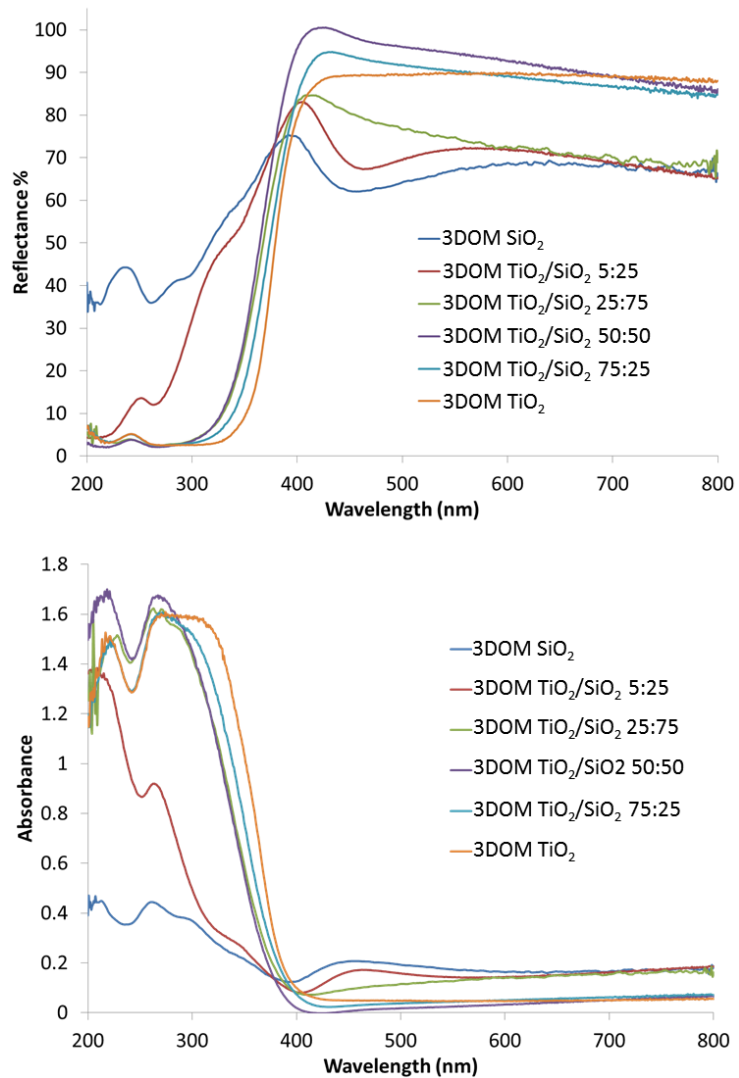 100
90
80
70
60
50
40
30
20
10
0
Reflectance %
3DOM SiO₂
3DOM TiO₂/SiO₂ 5:25
3DOM TiO₂/SiO₂ 25:75
3DOM TiO₂/SiO₂ 50:50
3DOM TiO₂/SiO₂ 75:25
3DOM TiO₂
200 300 400 500 600 700 800
Wavelength (nm)
1.8
1.6
1.4
1.2
1
0.8
0.6
0.4
0.2
0
Absorbance
3DOM SiO₂
3DOM TiO₂/SiO₂ 5:25
3DOM TiO₂/SiO₂ 25:75
3DOM TiO₂/SiO2 50:50
3DOM TiO₂/SiO₂ 75:25
3DOM TiO₂
200 300 400 500 600 700 800
Wavelength (nm)